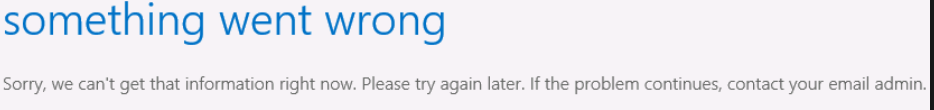 something went wrong
Sorry, we can't get that information right now. Please try again later. If the problem continues, contact your email admin.